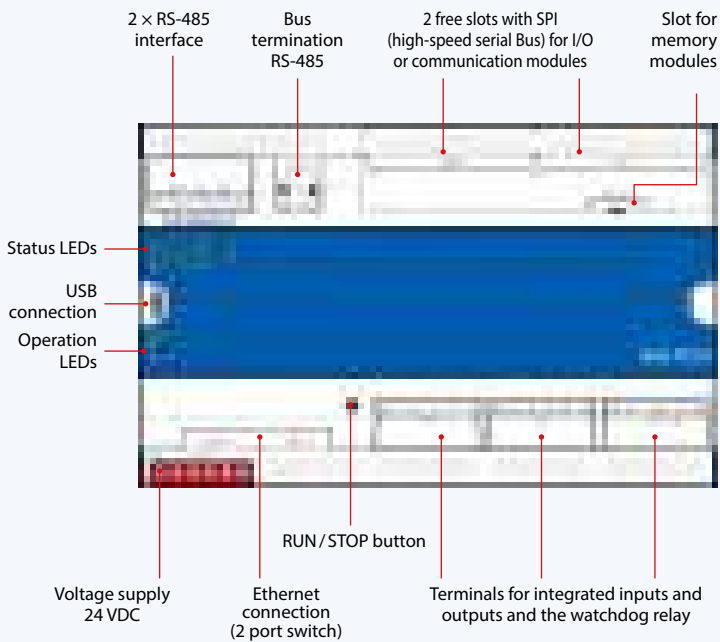 2 × RS-485
interface
Bus
termination
RS-485
2 free slots with SPI
(high-speed serial Bus) for I/O
or communication modules
Slot for
memory
modules
Status LEDs
USB
connection
Operation
LEDs
RUN / STOP button
Voltage supply
24 VDC
Ethernet
connection
(2 port switch)
Terminals for integrated inputs and
outputs and the watchdog relay